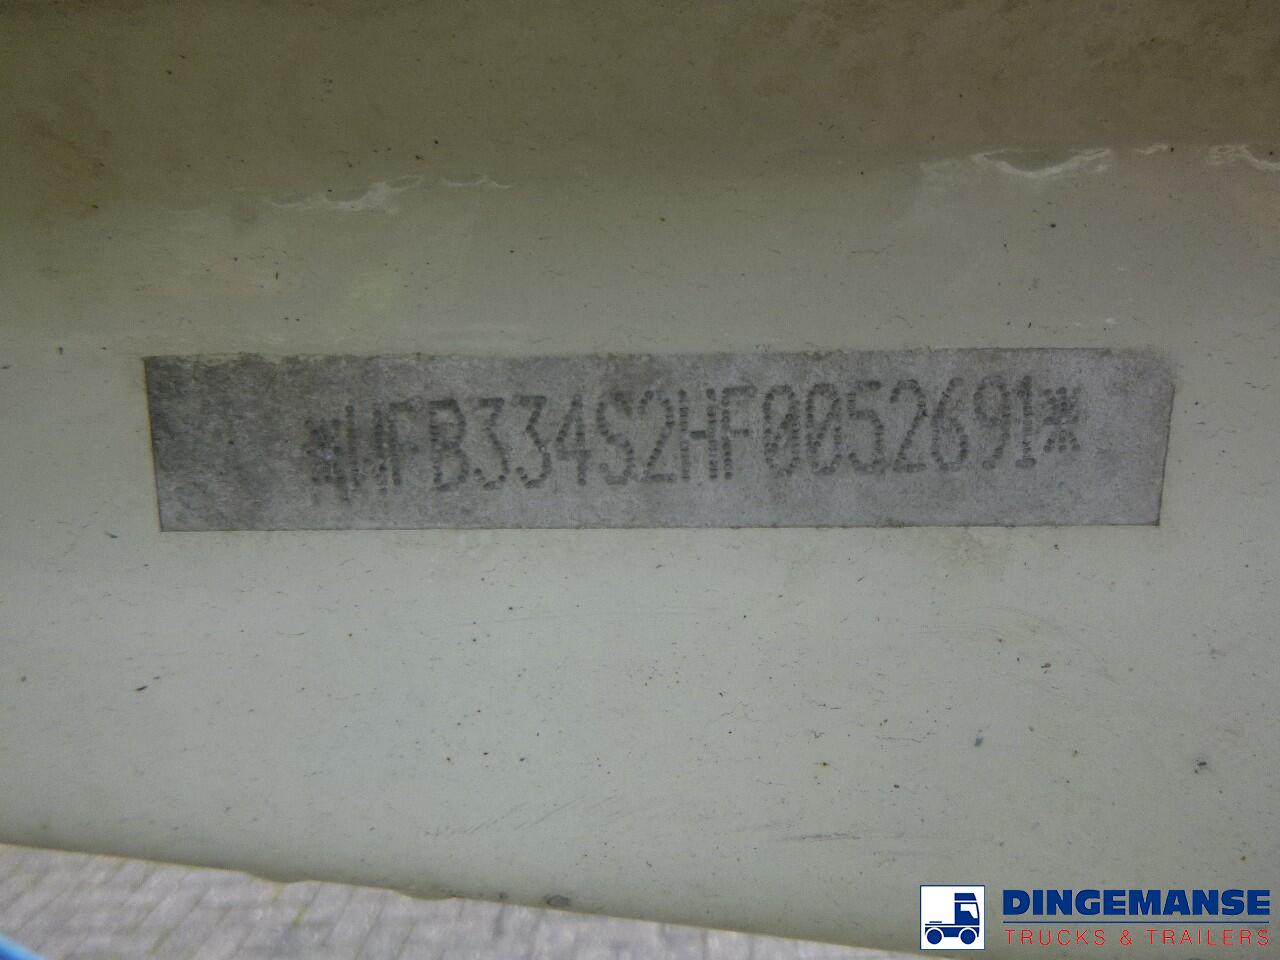 *WFB334S2HF0052691*
DINGEMANSE
TRUCKS & TRAILERS